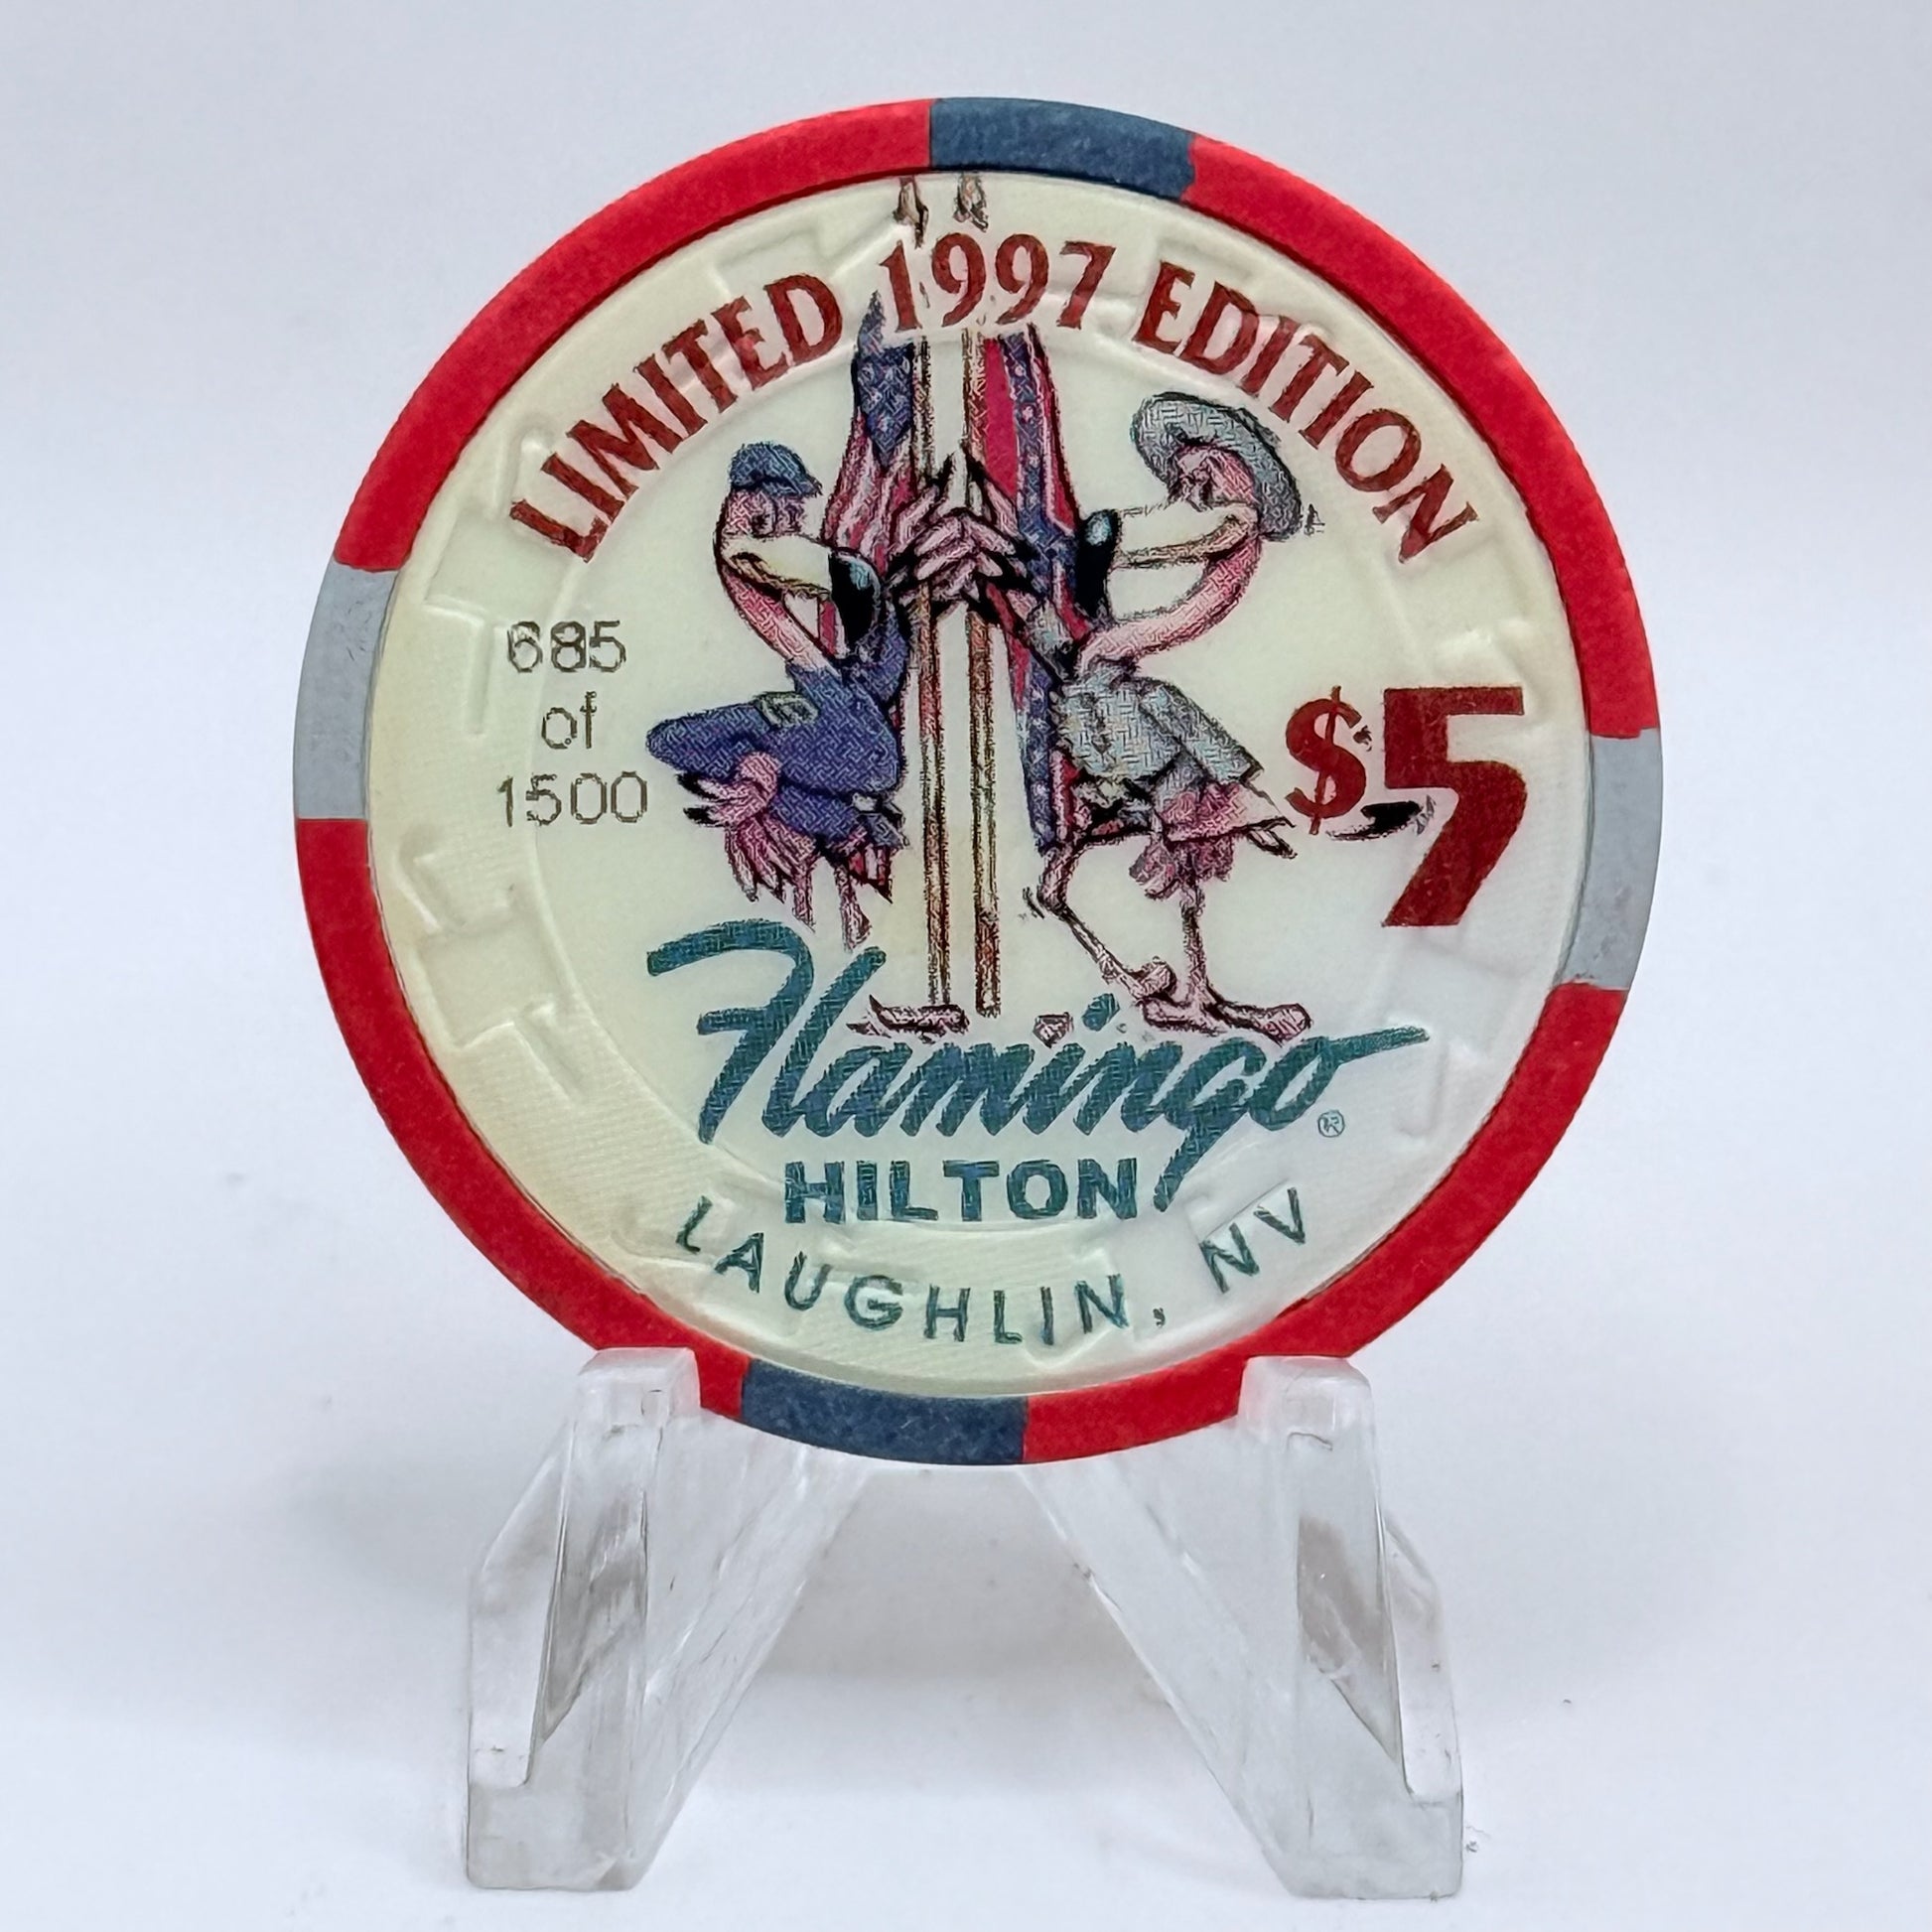 LIMITED 1997 EDITION
685
of
1500
$5
Flamingo®
HILTON
LAUGHLIN, NV